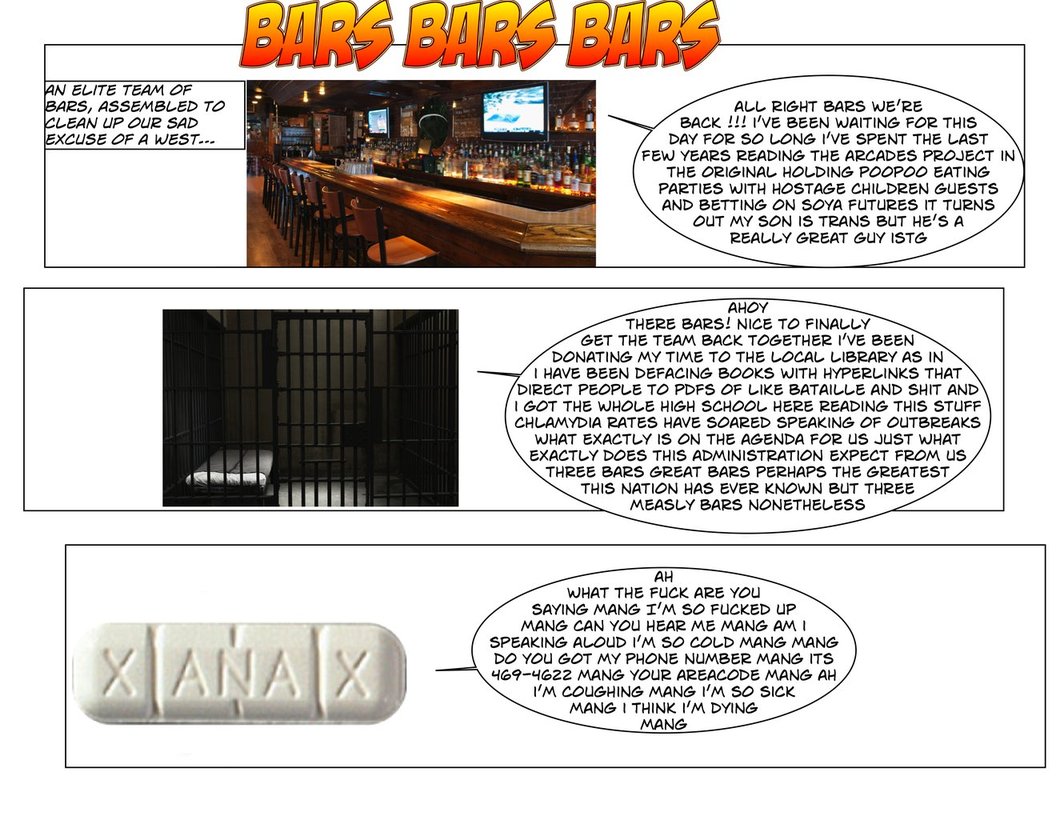 BARS BARS BARS
AN ELITE TEAM OF
BARS, ASSEMBLED TO
CLEAN UP OUR SAD
EXCUSE OF A WEST...
ALL RIGHT BARS WE'RE
BACK !!! I'VE BEEN WAITING FOR THIS
DAY FOR SO LONG I'VE SPENT THE LAST
FEW YEARS READING THE ARCADES PROJECT IN
THE ORIGINAL HOLDING POOPOO EATING
PARTIES WITH HOSTAGE CHILDREN GUESTS
AND BETTING ON SOYA FUTURES IT TURNS
OUT MY SON IS TRANS BUT HE'S A
REALLY GREAT GUY ISTG
AHOY
THERE BARS! NICE TO FINALLY
GET THE TEAM BACK TOGETHER I'VE BEEN
DONATING MY TIME TO THE LOCAL LIBRARY AS IN
I HAVE BEEN DEFACING BOOKS WITH HYPERLINKS THAT
DIRECT PEOPLE TO PDFS OF LIKE BATAILLE AND SHIT AND
I GOT THE WHOLE HIGH SCHOOL HERE READING THIS STUFF
CHLAMYDIA RATES HAVE SOARED SPEAKING OF OUTBREAKS
WHAT EXACTLY IS ON THE AGENDA FOR US JUST WHAT
EXACTLY DOES THIS ADMINISTRATION EXPECT FROM US
THREE BARS GREAT BARS PERHAPS THE GREATEST
THIS NATION HAS EVER KNOWN BUT THREE
MEASLY BARS NONETHELESS
AH
WHAT THE FUCK ARE YOU
SAYING MANG I'M SO FUCKED UP
MANG CAN YOU HEAR ME MANG AM I
SPEAKING ALOUD I'M SO COLD MANG MANG
DO YOU GOT MY PHONE NUMBER MANG ITS
469-4622 MANG YOUR AREACODE MANG AH
I'M COUGHING MANG I'M SO SICK
MANG I THINK I'M DYING
MANG
XANAX